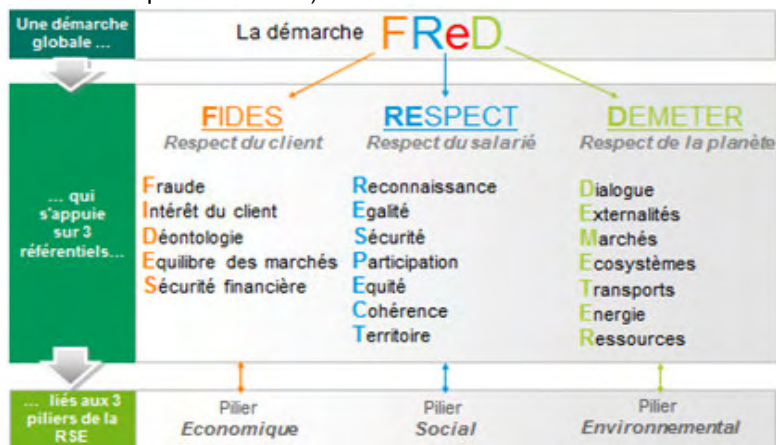 Une démarche
globale ...
La démarche FReD
FIDES
Respect du client
RESPECT
Respect du salarié
DEMETER
Respect de la planète
... qui
s'appuie
sur 3
référentiels...
Fraude
Intérêt du client
Déontologie
Equilibre des marchés
Sécurité financière
Reconnaissance
Egalité
Sécurité
Participation
Equité
Cohérence
Territoire
Dialogue
Externalités
Marchés
Ecosystèmes
Transports
Energie
Ressources
... liés aux 3
piliers de la
RSE
Pilier
Economique
Pilier
Social
Pilier
Environnemental